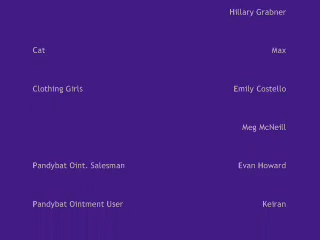 Hillary Grabner
Cat Max
Clothing Girls Emily Costello
Meg McNeill
Pandybat Oint. Salesman Evan Howard
Pandybat Ointment User Keiran